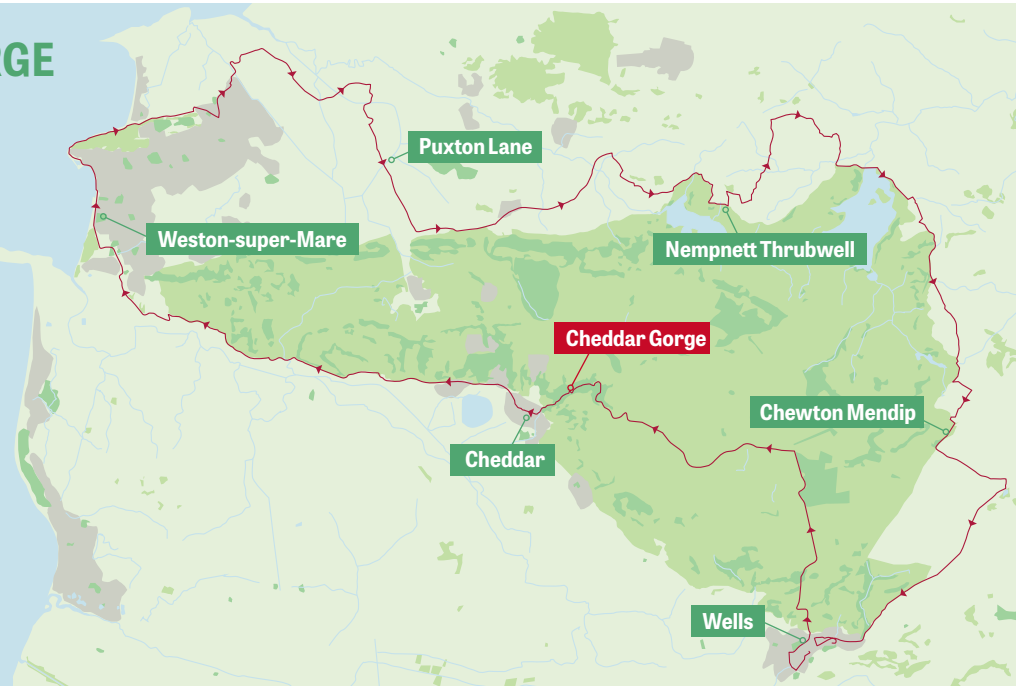 RGE
Puxton Lane
Weston-super-Mare
Nempnett Thrubwell
Cheddar Gorge
Chewton Mendip
Cheddar
Wells